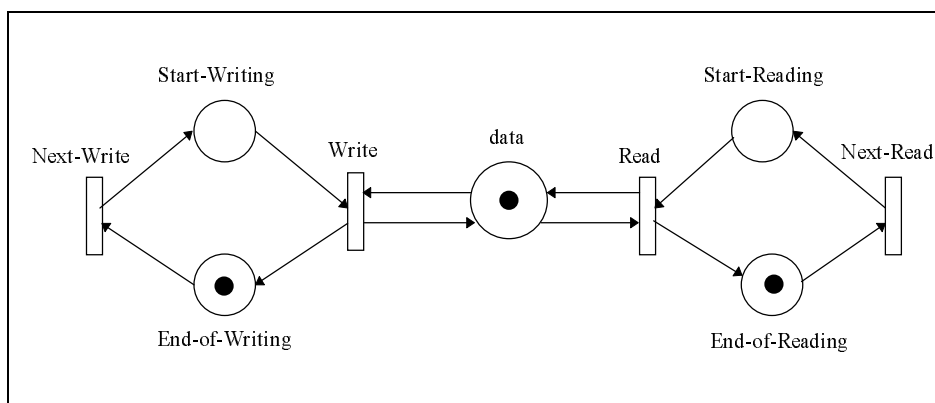 Start-Writing
Start-Reading
data
Next-Write
Write
Read
Next-Read
End-of-Writing
End-of-Reading